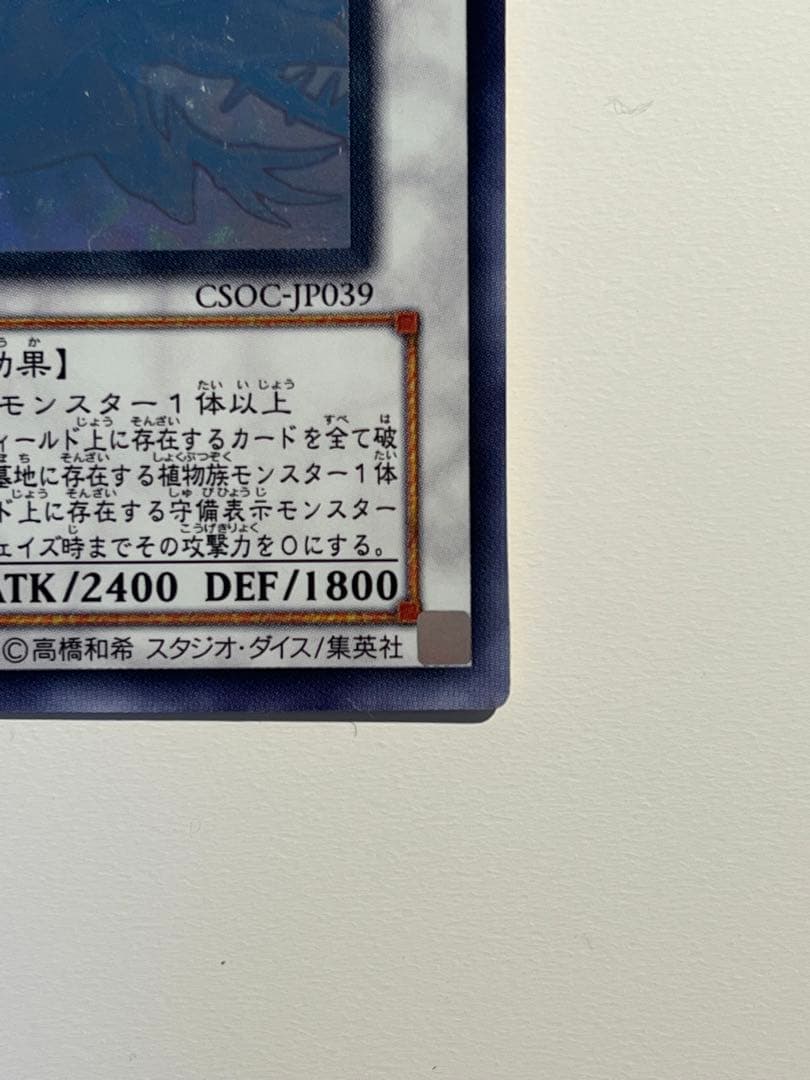 CSOC-JP039
効果】
モンスター1体以上
ィールド上に存在するカードを全て破
墓地に存在する植物族モンスター1体
ド上に存在する守備表示モンスター
ェイズ時までその攻撃力を0にする。
ATK/2400 DEF/1800
©高橋和希 スタジオ・ダイス/集英社